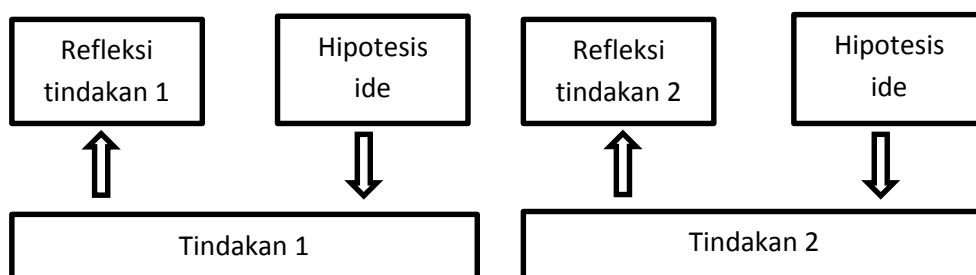 Refleksi
tindakan 1
Hipotesis
ide
Refleksi
tindakan 2
Hipotesis
ide
Tindakan 1
Tindakan 2